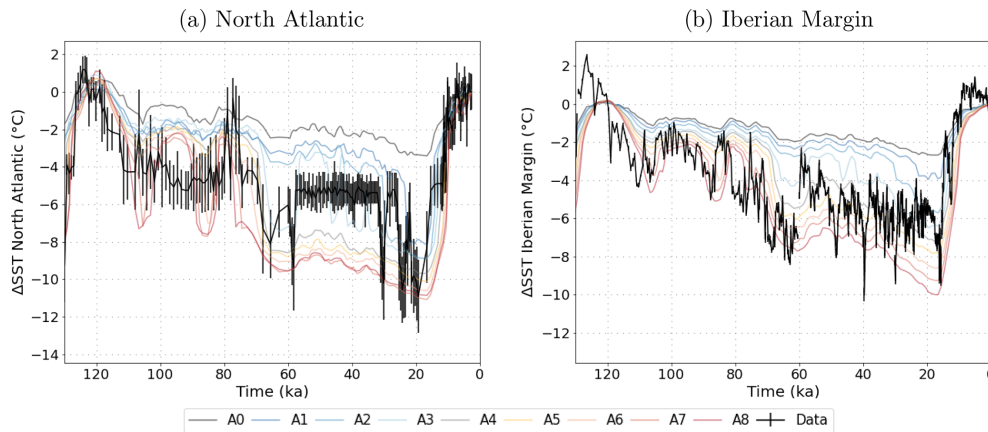 (a) North Atlantic
(b) Iberian Margin
ΔSST North Atlantic (°C)
2
0
−2
−4
−6
−8
−10
−12
−14
120 100 80 60 40 20 0
Time (ka)
ΔSST Iberian Margin (°C)
2
0
−2
−4
−6
−8
−10
−12
120 100 80 60 40 20 0
Time (ka)
A0 A1 A2 A3 A4 A5 A6 A7 A8 Data